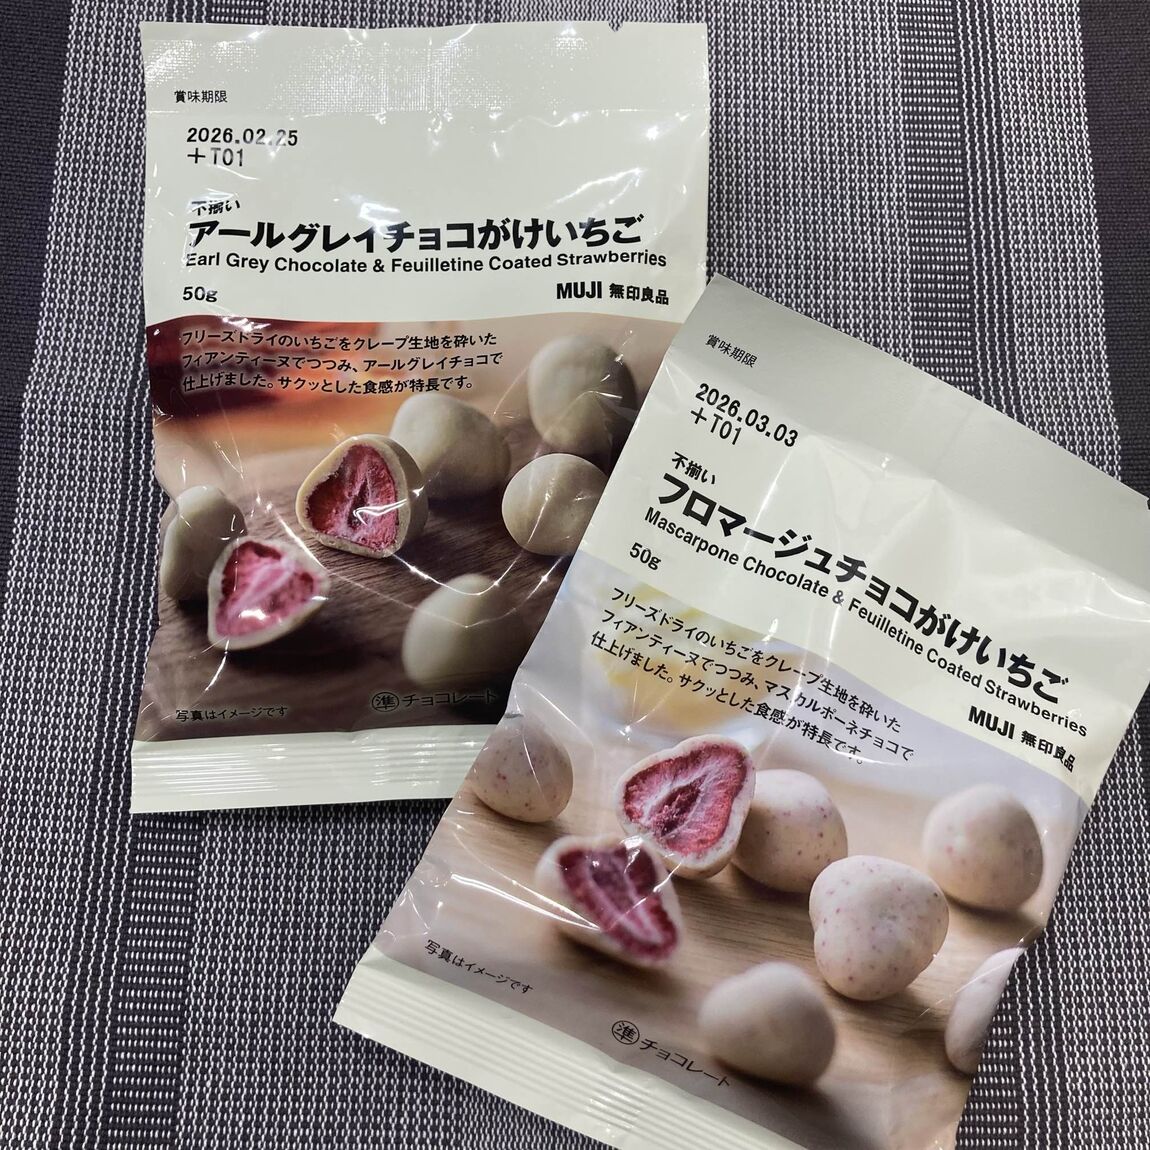 賞味期限
2026.02.25
+T01
不揃い
アールグレイチョコがけいちご
Earl Grey Chocolate & Feuilletine Coated Strawberries
50g
MUJI 無印良品
フリーズドライのいちごをクレープ生地を砕いた
フィアンティーヌでつつみ、アールグレイチョコで
仕上げました。サクッとした食感が特長です。
写真はイメージです
準 チョコレート
賞味期限
2026.03.03
+T01
不揃い
フロマージュチョコがけいちご
Mascarpone Chocolate & Feuilletine Coated Strawberries
50g
MUJI 無印良品
フリーズドライのいちごをクレープ生地を砕いた
フィアンティーヌでつつみ、マスカルポーネチョコで
仕上げました。サクッとした食感が特長です。
写真はイメージです
準 チョコレート